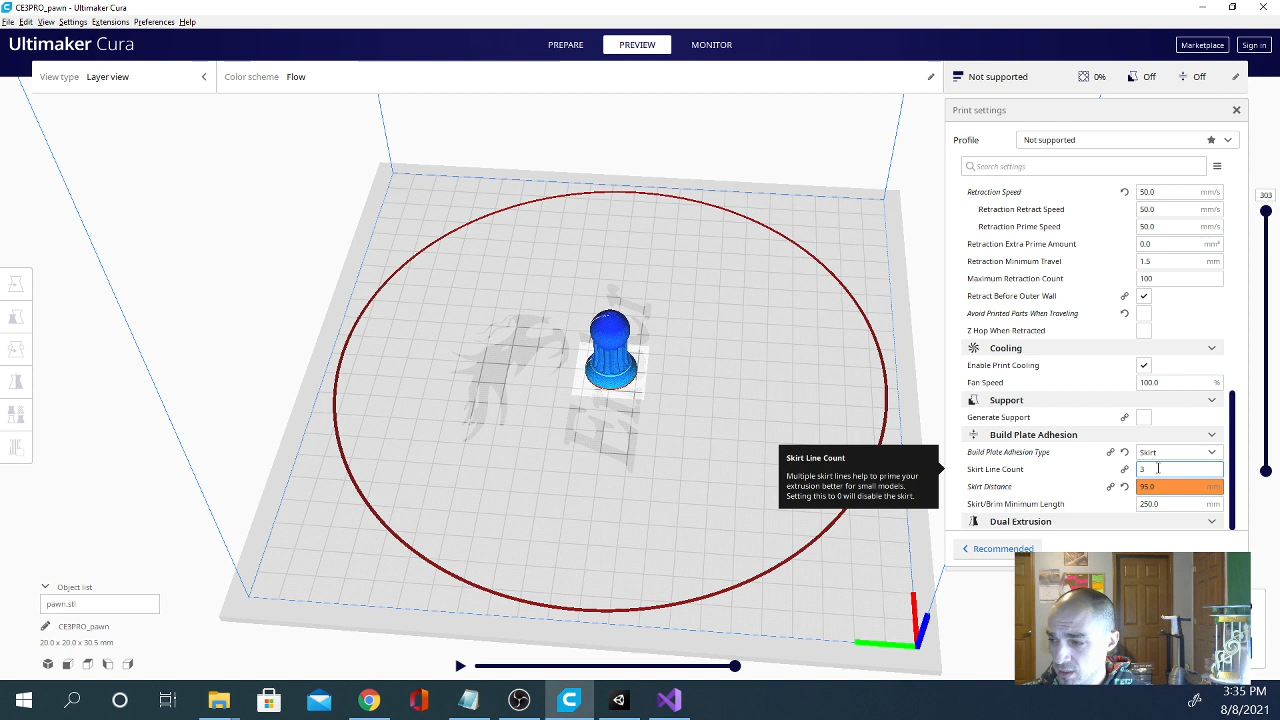 CE3PRO_pawn - Ultimaker Cura
File Edit View Settings Extensions Preferences Help
Ultimaker Cura
PREPARE PREVIEW MONITOR
Marketplace Sign in
View type Layer view
Color scheme Flow
Not supported 0% Off Off
Print settings
Profile Not supported
Search settings
303
Retraction Speed 50.0 mm/s
Retraction Retract Speed 50.0 mm/s
Retraction Prime Speed 50.0 mm/s
Retraction Extra Prime Amount 0.0 mm³
Retraction Minimum Travel 1.5 mm
Maximum Retraction Count 100
Retract Before Outer Wall
Avoid Printed Parts When Traveling
Z Hop When Retracted
Cooling
Enable Print Cooling
Fan Speed 100.0 %
Support
Generate Support
Build Plate Adhesion
Build Plate Adhesion Type Skirt
Skirt Line Count 3
Skirt Distance 95.0 mm
Skirt/Brim Minimum Length 250.0 mm
Dual Extrusion
Recommended
Skirt Line Count
Multiple skirt lines help to prime your
extrusion better for small models.
Setting this to 0 will disable the skirt.
Object list
pawn.stl
CE3PRO_pawn
20.0 x 20.0 x 30.5 mm
3:35 PM
8/8/2021